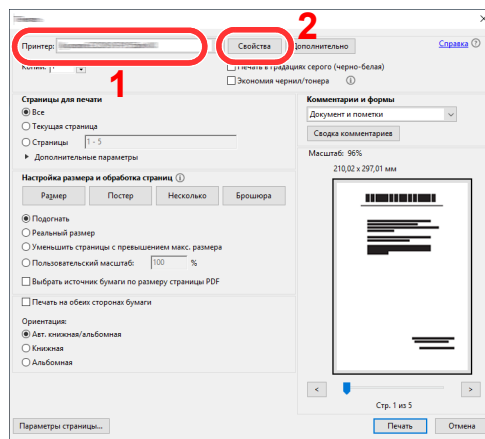 2
Принтер:
Свойства
Дополнительно
Справка
Копии: 1
1
Печать в градациях серого (черно-белая)
Экономия чернил/тонера
Страницы для печати
Все
Текущая страница
Страницы 1 - 5
Дополнительные параметры
Настройка размера и обработка страниц
Размер Постер Несколько Брошюра
Подогнать
Реальный размер
Уменьшить страницы с превышением макс. размера
Пользовательский масштаб: 100 %
Выбрать источник бумаги по размеру страницы PDF
Печать на обеих сторонах бумаги
Ориентация:
Авт. книжная/альбомная
Книжная
Альбомная
Комментарии и формы
Документ и пометки
Сводка комментариев
Масштаб: 96%
210,02 x 297,01 мм
< >
Стр. 1 из 5
Параметры страницы...
Печать Отмена